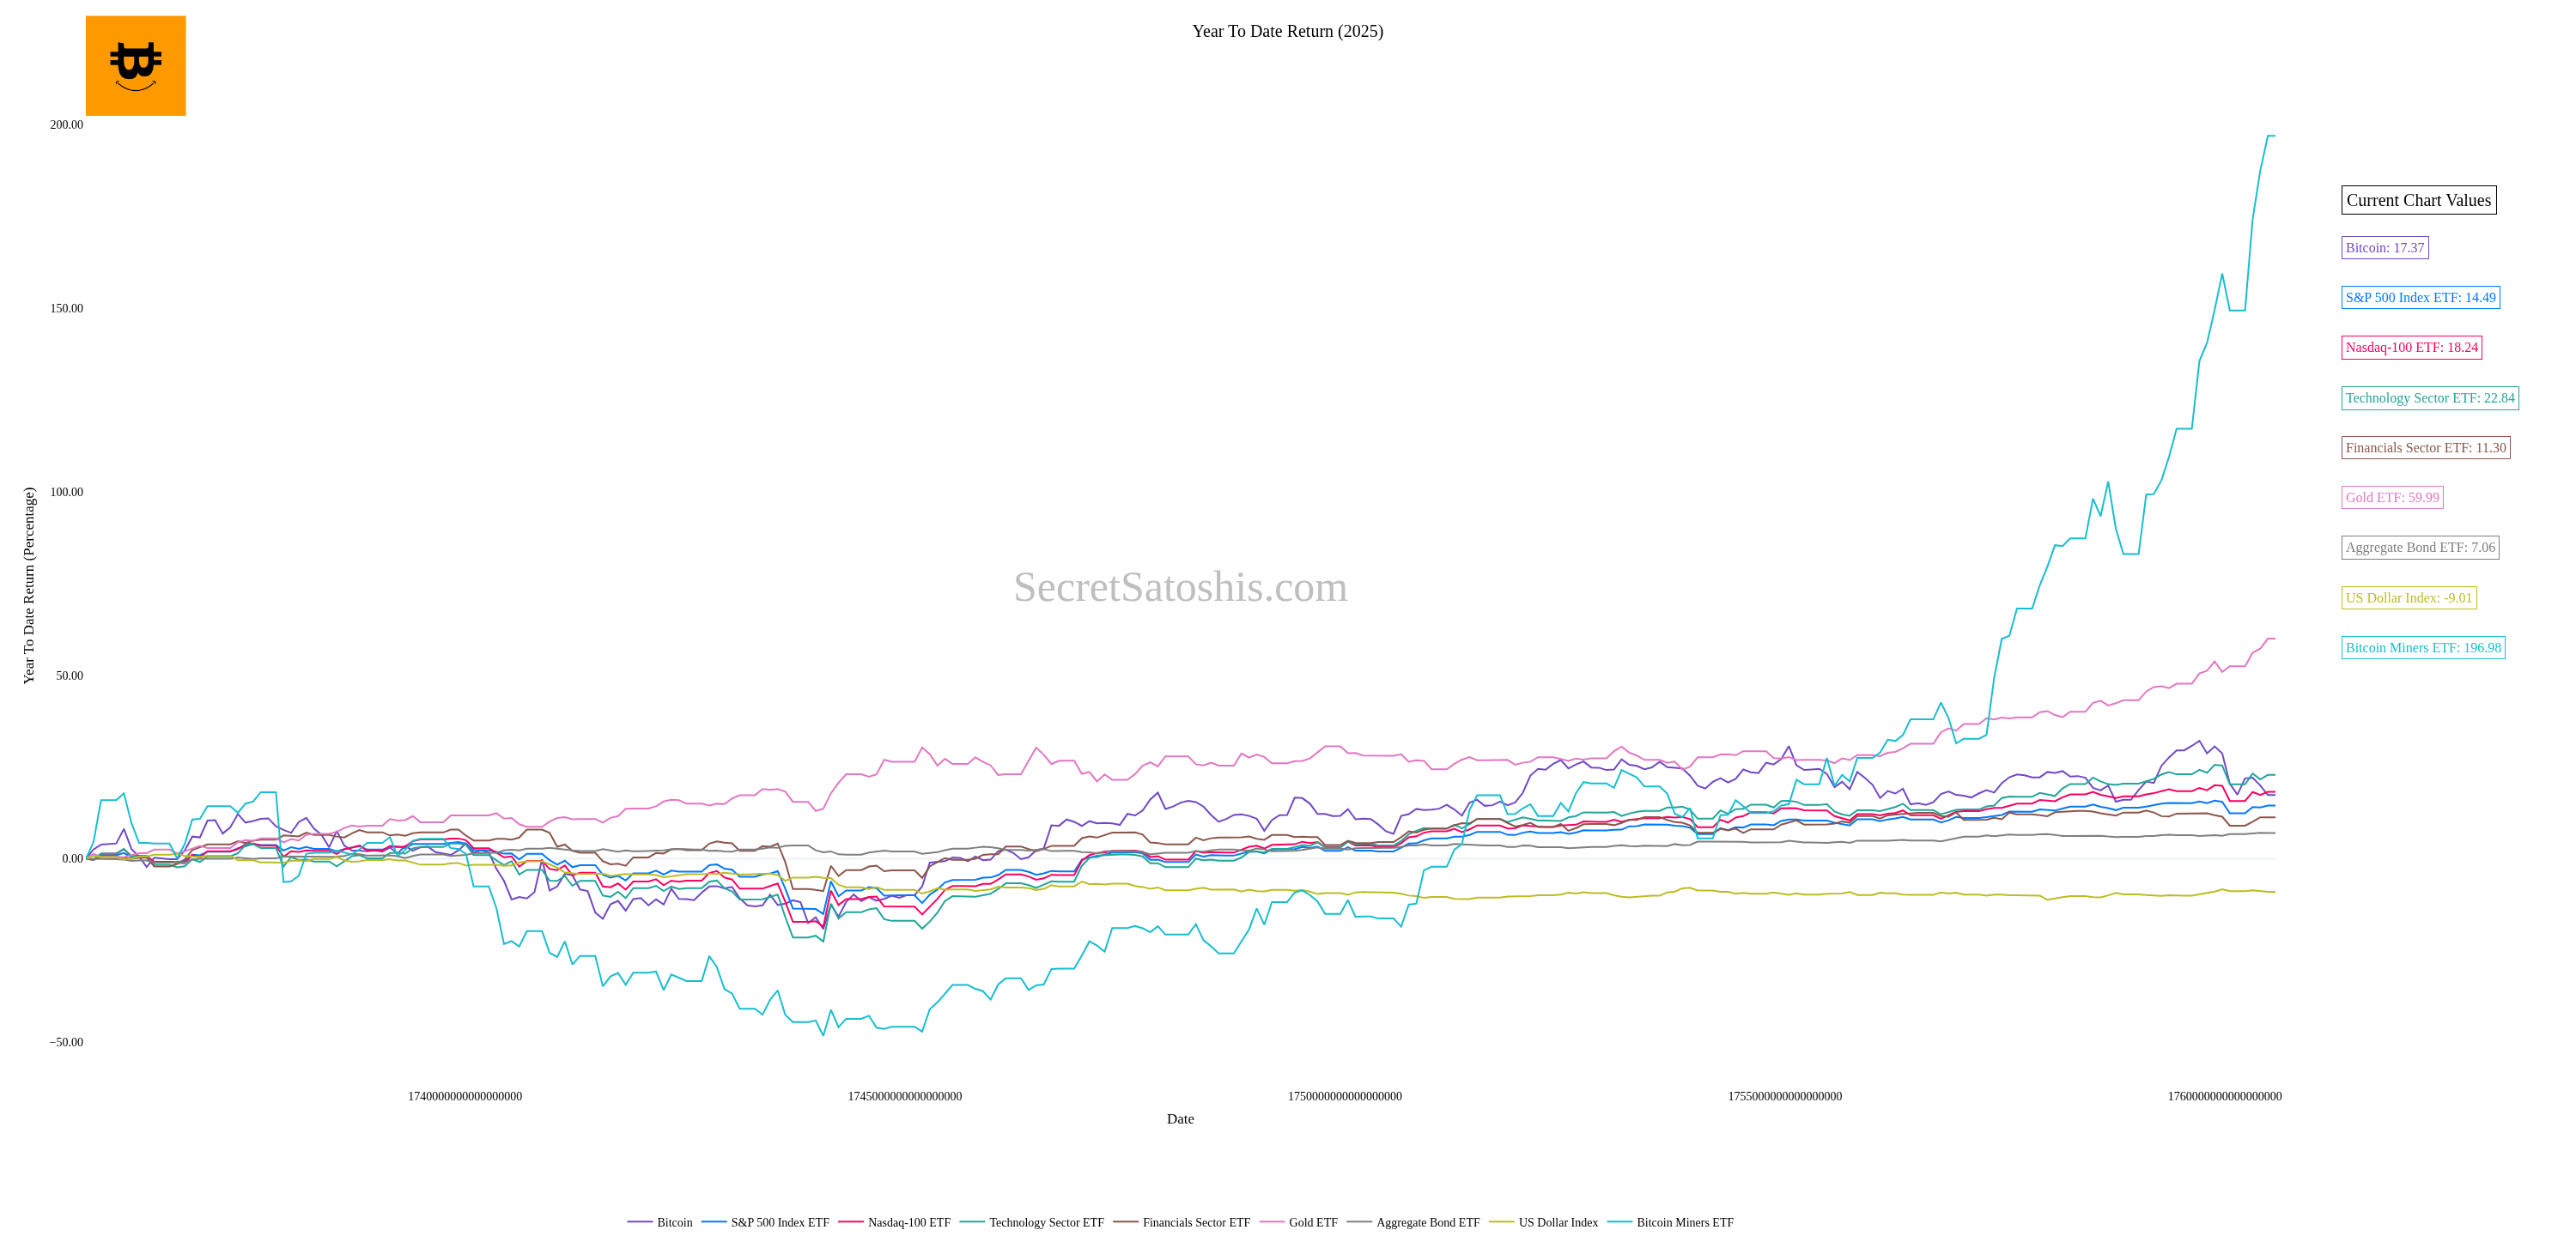 Year To Date Return (2025)
200.00
150.00
100.00
50.00
0.00
−50.00
Year To Date Return (Percentage)
SecretSatoshis.com
Current Chart Values
Bitcoin: 17.37
S&P 500 Index ETF: 14.49
Nasdaq-100 ETF: 18.24
Technology Sector ETF: 22.84
Financials Sector ETF: 11.30
Gold ETF: 59.99
Aggregate Bond ETF: 7.06
US Dollar Index: -9.01
Bitcoin Miners ETF: 196.98
1740000000000000000 1745000000000000000 1750000000000000000 1755000000000000000 1760000000000000000
Date
Bitcoin S&P 500 Index ETF Nasdaq-100 ETF Technology Sector ETF Financials Sector ETF Gold ETF Aggregate Bond ETF US Dollar Index Bitcoin Miners ETF